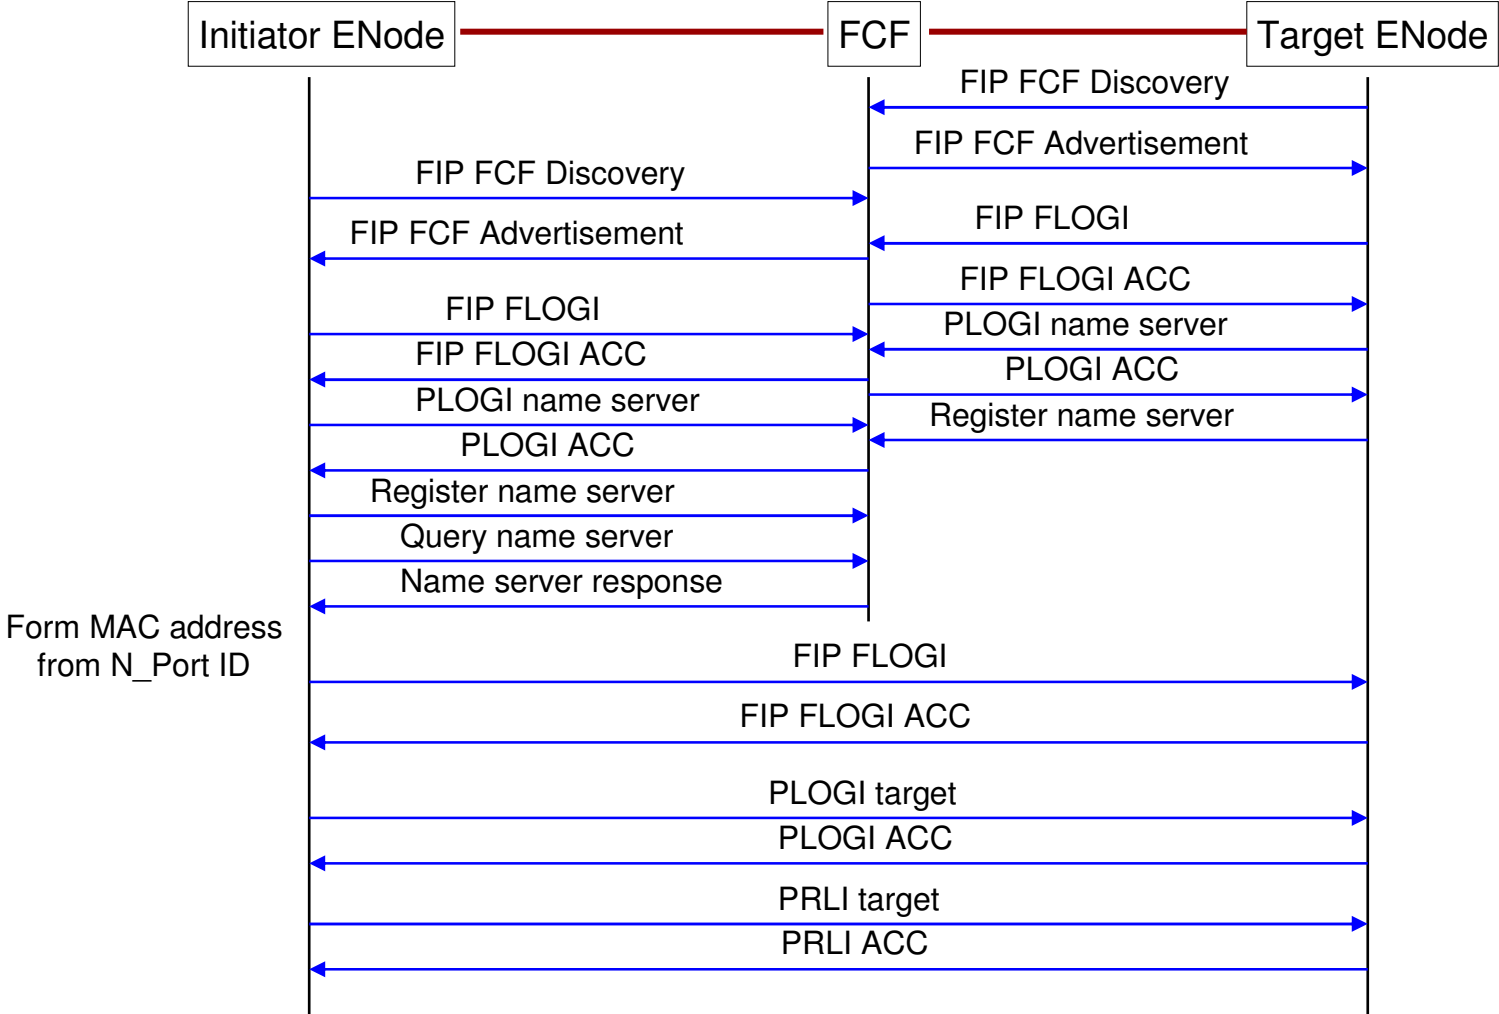 Initiator ENode
FCF
Target ENode
FIP FCF Discovery
FIP FCF Advertisement
FIP FCF Discovery
FIP FLOGI
FIP FCF Advertisement
FIP FLOGI ACC
FIP FLOGI
PLOGI name server
FIP FLOGI ACC
PLOGI ACC
PLOGI name server
Register name server
PLOGI ACC
Register name server
Query name server
Name server response
Form MAC address
from N_Port ID
FIP FLOGI
FIP FLOGI ACC
PLOGI target
PLOGI ACC
PRLI target
PRLI ACC